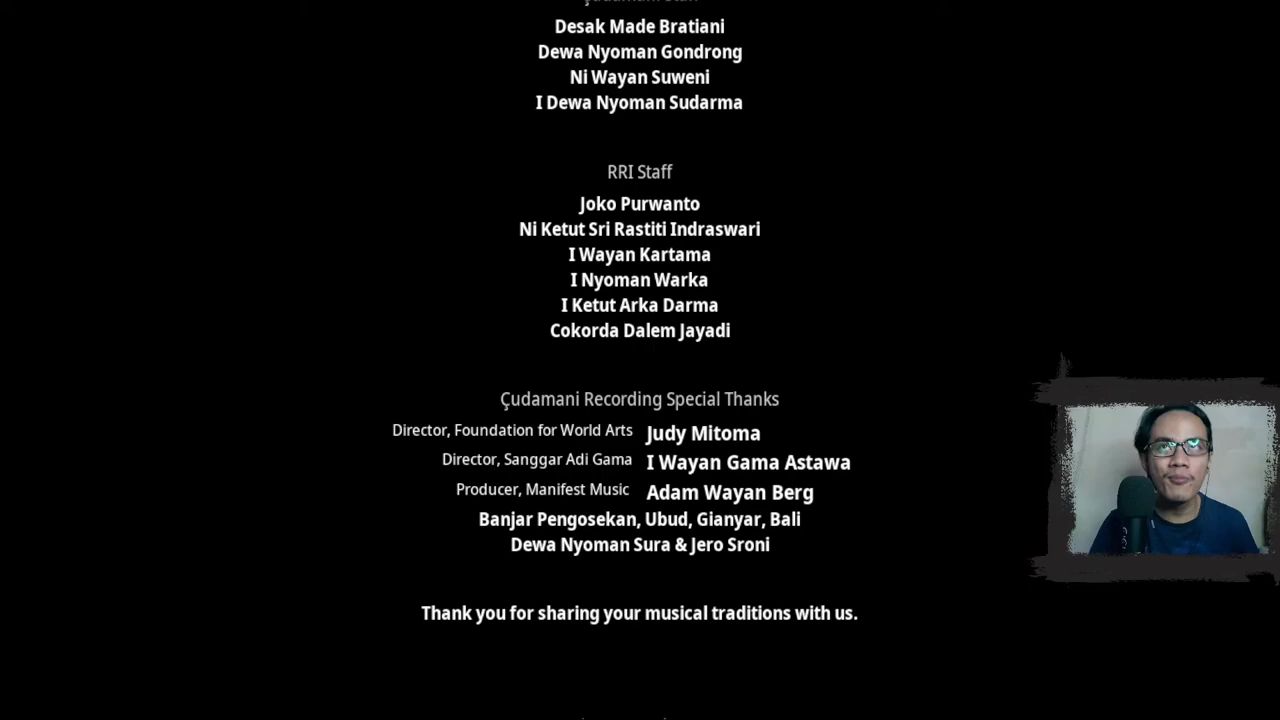 Çudamani Staff
Desak Made Bratiani
Dewa Nyoman Gondrong
Ni Wayan Suweni
I Dewa Nyoman Sudarma
RRI Staff
Joko Purwanto
Ni Ketut Sri Rastiti Indraswari
I Wayan Kartama
I Nyoman Warka
I Ketut Arka Darma
Cokorda Dalem Jayadi
Çudamani Recording Special Thanks
Director, Foundation for World Arts Judy Mitoma
Director, Sanggar Adi Gama I Wayan Gama Astawa
Producer, Manifest Music Adam Wayan Berg
Banjar Pengosekan, Ubud, Gianyar, Bali
Dewa Nyoman Sura & Jero Sroni
Thank you for sharing your musical traditions with us.